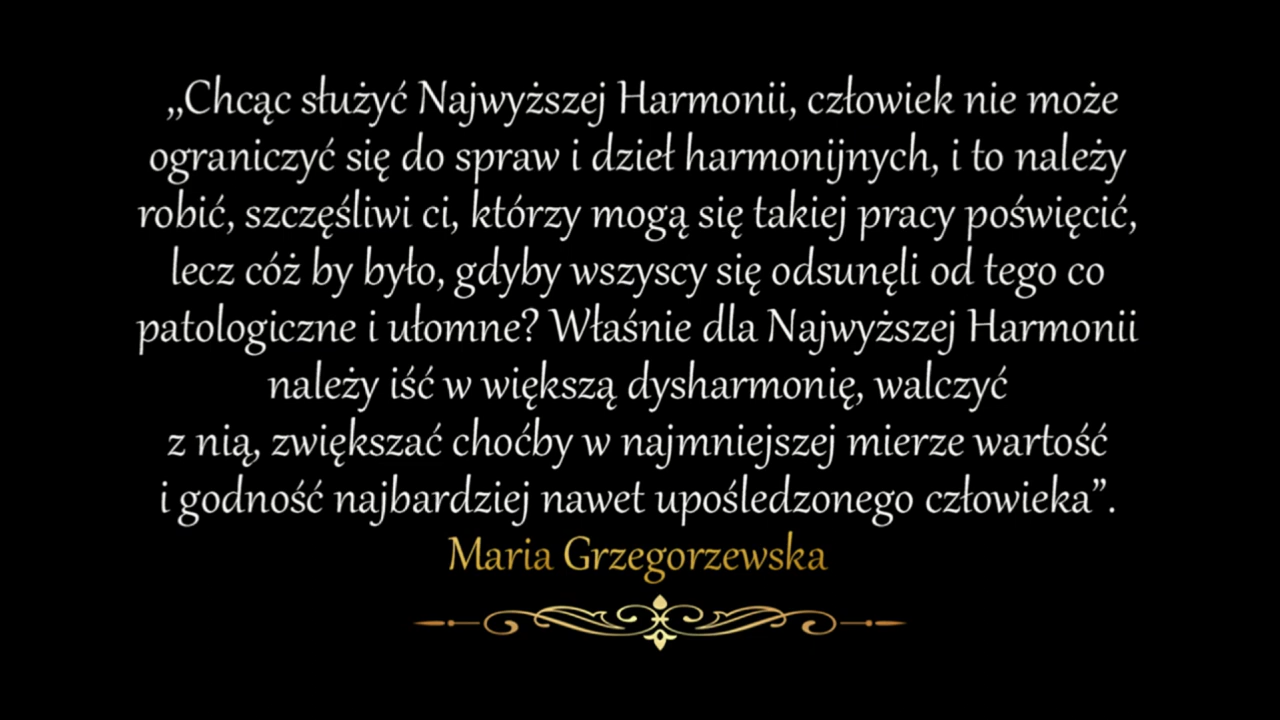 „Chcąc służyć Najwyższej Harmonii, człowiek nie może
ograniczyć się do spraw i dzieł harmonijnych, i to należy
robić, szczęśliwi ci, którzy mogą się takiej pracy poświęcić,
lecz cóż by było, gdyby wszyscy się odsunęli od tego co
patologiczne i ułomne? Właśnie dla Najwyższej Harmonii
należy iść w większą dysharmonię, walczyć
z nią, zwiększać choćby w najmniejszej mierze wartość
i godność najbardziej nawet upośledzonego człowieka”.
Maria Grzegorzewska